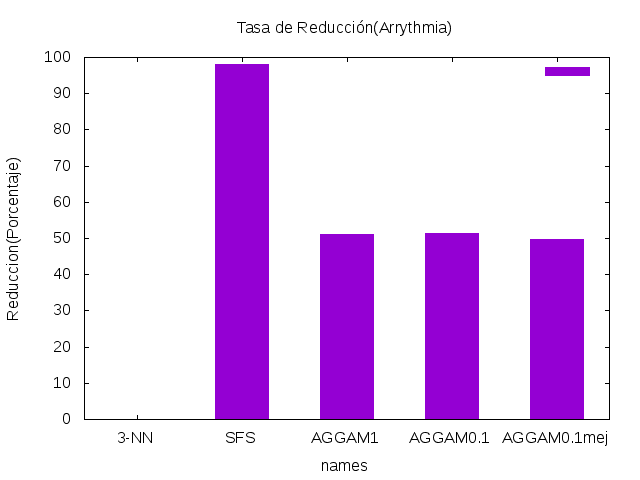 Tasa de Reducción(Arrythmia)
Reduccion(Porcentaje)
100
90
80
70
60
50
40
30
20
10
0
3-NN SFS AGGAM1 AGGAM0.1 AGGAM0.1mej
names